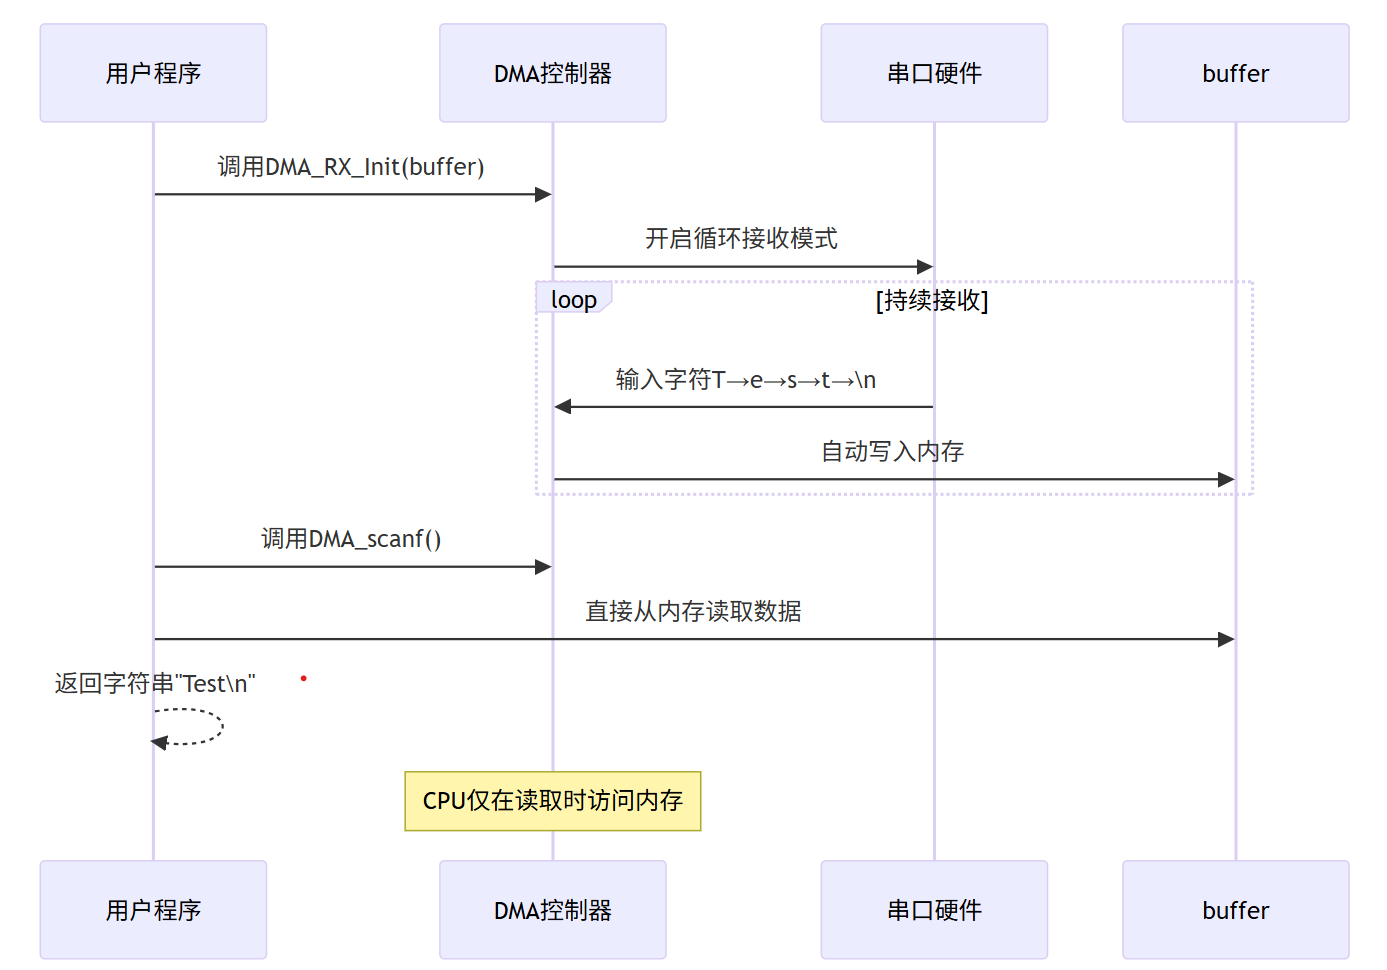 用户程序
DMA控制器
串口硬件
buffer
调用DMA_RX_Init(buffer)
开启循环接收模式
loop
[持续接收]
输入字符T→e→s→t→\n
自动写入内存
调用DMA_scanf()
直接从内存读取数据
返回字符串"Test\n"
CPU仅在读取时访问内存
用户程序
DMA控制器
串口硬件
buffer